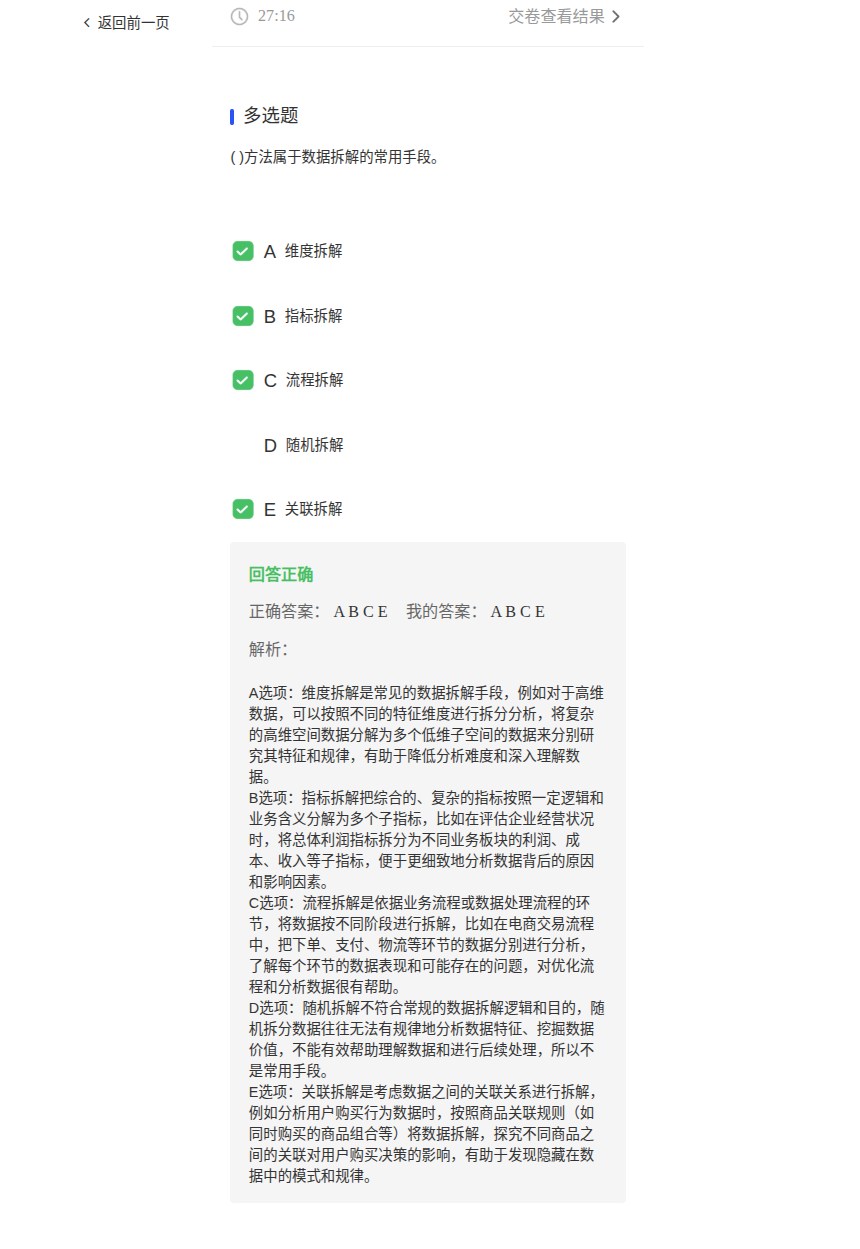 返回前一页
27:16
交卷查看结果
多选题
( )方法属于数据拆解的常用手段。
A 维度拆解
B 指标拆解
C 流程拆解
D 随机拆解
E 关联拆解
回答正确
正确答案： A B C E 我的答案： A B C E
解析：
A选项：维度拆解是常见的数据拆解手段，例如对于高维
数据，可以按照不同的特征维度进行拆分分析，将复杂
的高维空间数据分解为多个低维子空间的数据来分别研
究其特征和规律，有助于降低分析难度和深入理解数
据。
B选项：指标拆解把综合的、复杂的指标按照一定逻辑和
业务含义分解为多个子指标，比如在评估企业经营状况
时，将总体利润指标拆分为不同业务板块的利润、成
本、收入等子指标，便于更细致地分析数据背后的原因
和影响因素。
C选项：流程拆解是依据业务流程或数据处理流程的环
节，将数据按不同阶段进行拆解，比如在电商交易流程
中，把下单、支付、物流等环节的数据分别进行分析，
了解每个环节的数据表现和可能存在的问题，对优化流
程和分析数据很有帮助。
D选项：随机拆解不符合常规的数据拆解逻辑和目的，随
机拆分数据往往无法有规律地分析数据特征、挖掘数据
价值，不能有效帮助理解数据和进行后续处理，所以不
是常用手段。
E选项：关联拆解是考虑数据之间的关联关系进行拆解，
例如分析用户购买行为数据时，按照商品关联规则（如
同时购买的商品组合等）将数据拆解，探究不同商品之
间的关联对用户购买决策的影响，有助于发现隐藏在数
据中的模式和规律。